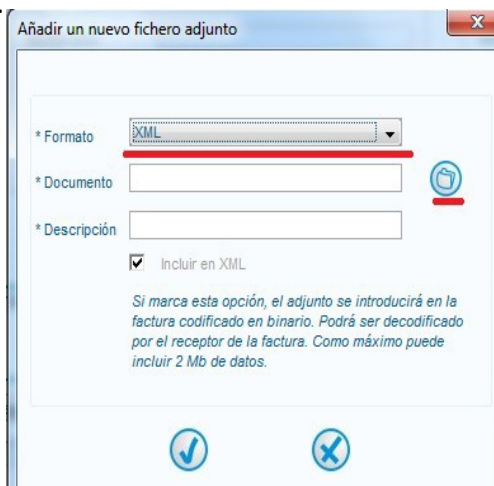 Añadir un nuevo fichero adjunto
x
* Formato XML
* Documento
* Descripción
Incluir en XML
Si marca esta opción, el adjunto se introducirá en la
factura codificado en binario. Podrá ser decodificado
por el receptor de la factura. Como máximo puede
incluir 2 Mb de datos.